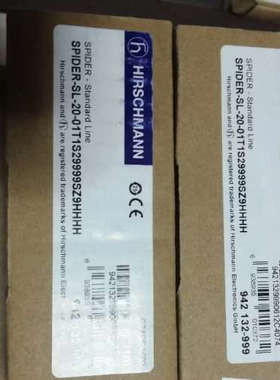 HIRSCHMANN
SPIDER - Standard Line
SPIDER-SL-20-01T1S29999SZ9HHHH
Hirschmann and h are registered trademarks of Hirschmann Electronics
CE
SPIDER - Standard Line
SPIDER-SL-20-01T1S29999SZ9HHHH
Hirschmann and h are registered trademarks of Hirschmann Electronics GmbH
942 132-999